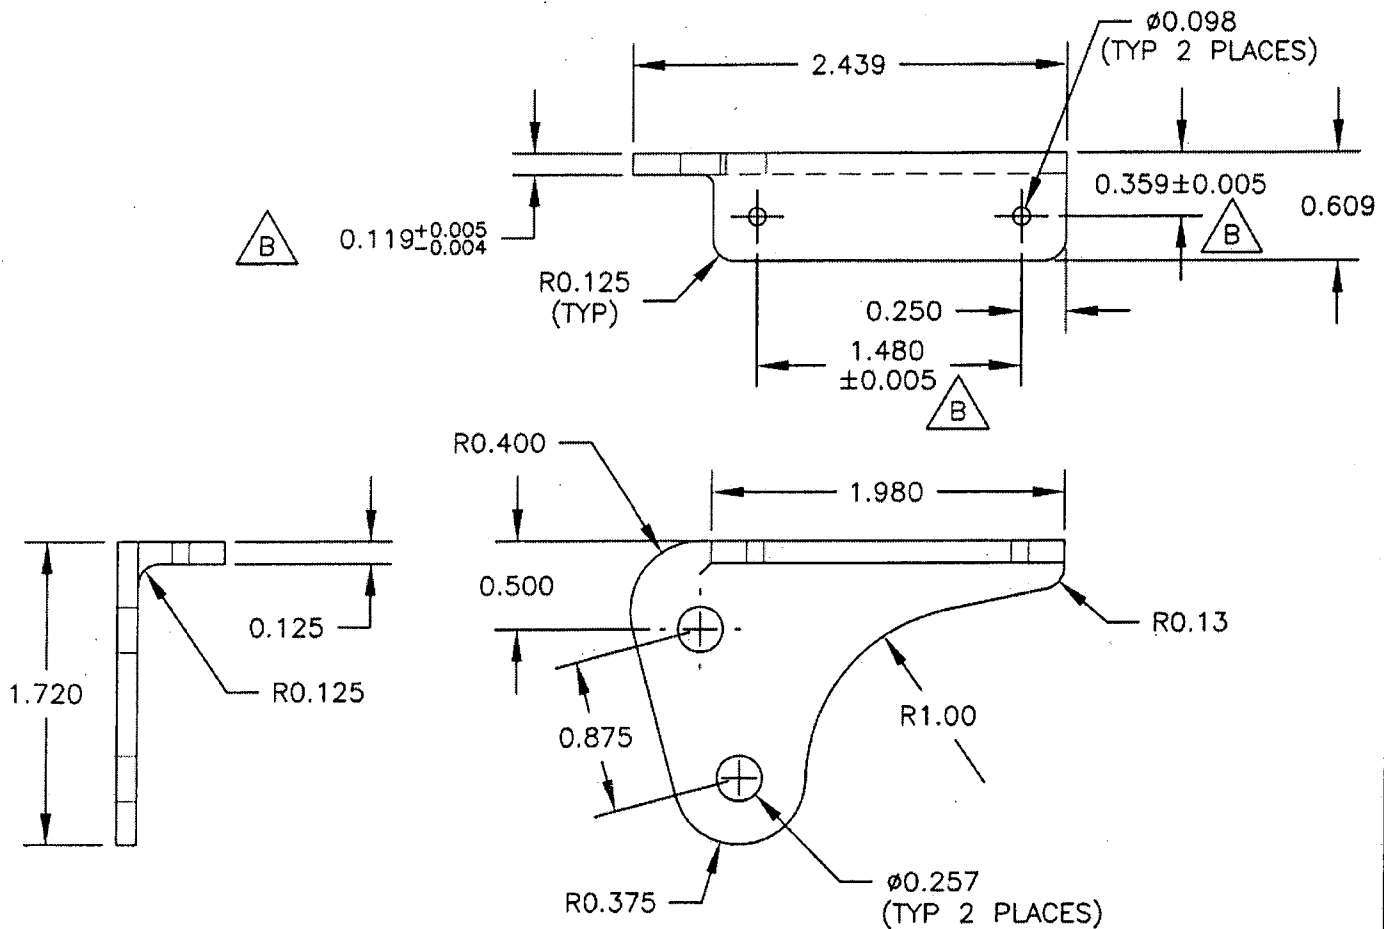 ø0.098
(TYP 2 PLACES)
2.439
0.359±0.005
0.609
B
0.119+0.005
-0.004
B
R0.125
(TYP)
0.250
1.480
±0.005
B
R0.400
1.980
0.500
0.125
R0.13
1.720
R0.125
R1.00
0.875
ø0.257
(TYP 2 PLACES)
R0.375